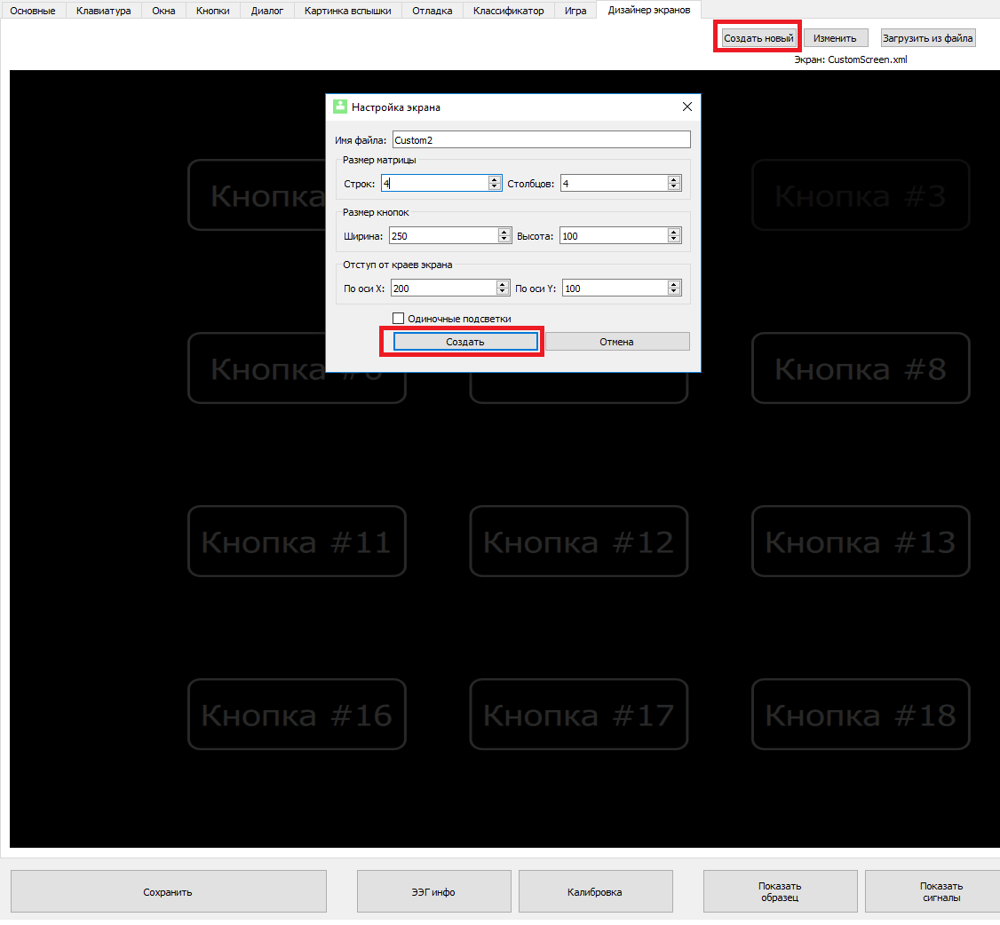 Основные Клавиатура Окна Кнопки Диалог Картинка вспышки Отладка Классификатор Игра Дизайнер экранов
Создать новый Изменить Загрузить из файла
Экран: CustomScreen.xml
Настройка экрана
Имя файла: Custom2
Размер матрицы
Строк: 4 Столбцов: 4
Размер кнопок
Ширина: 250 Высота: 100
Отступ от краев экрана
По оси X: 200 По оси Y: 100
Одиночные подсветки
Создать Отмена
Кнопка Кнопка #3
Кнопка #6 Кнопка #8
Кнопка #11 Кнопка #12 Кнопка #13
Кнопка #16 Кнопка #17 Кнопка #18
Сохранить ЭЭГ инфо Калибровка Показать образец Показать сигналы